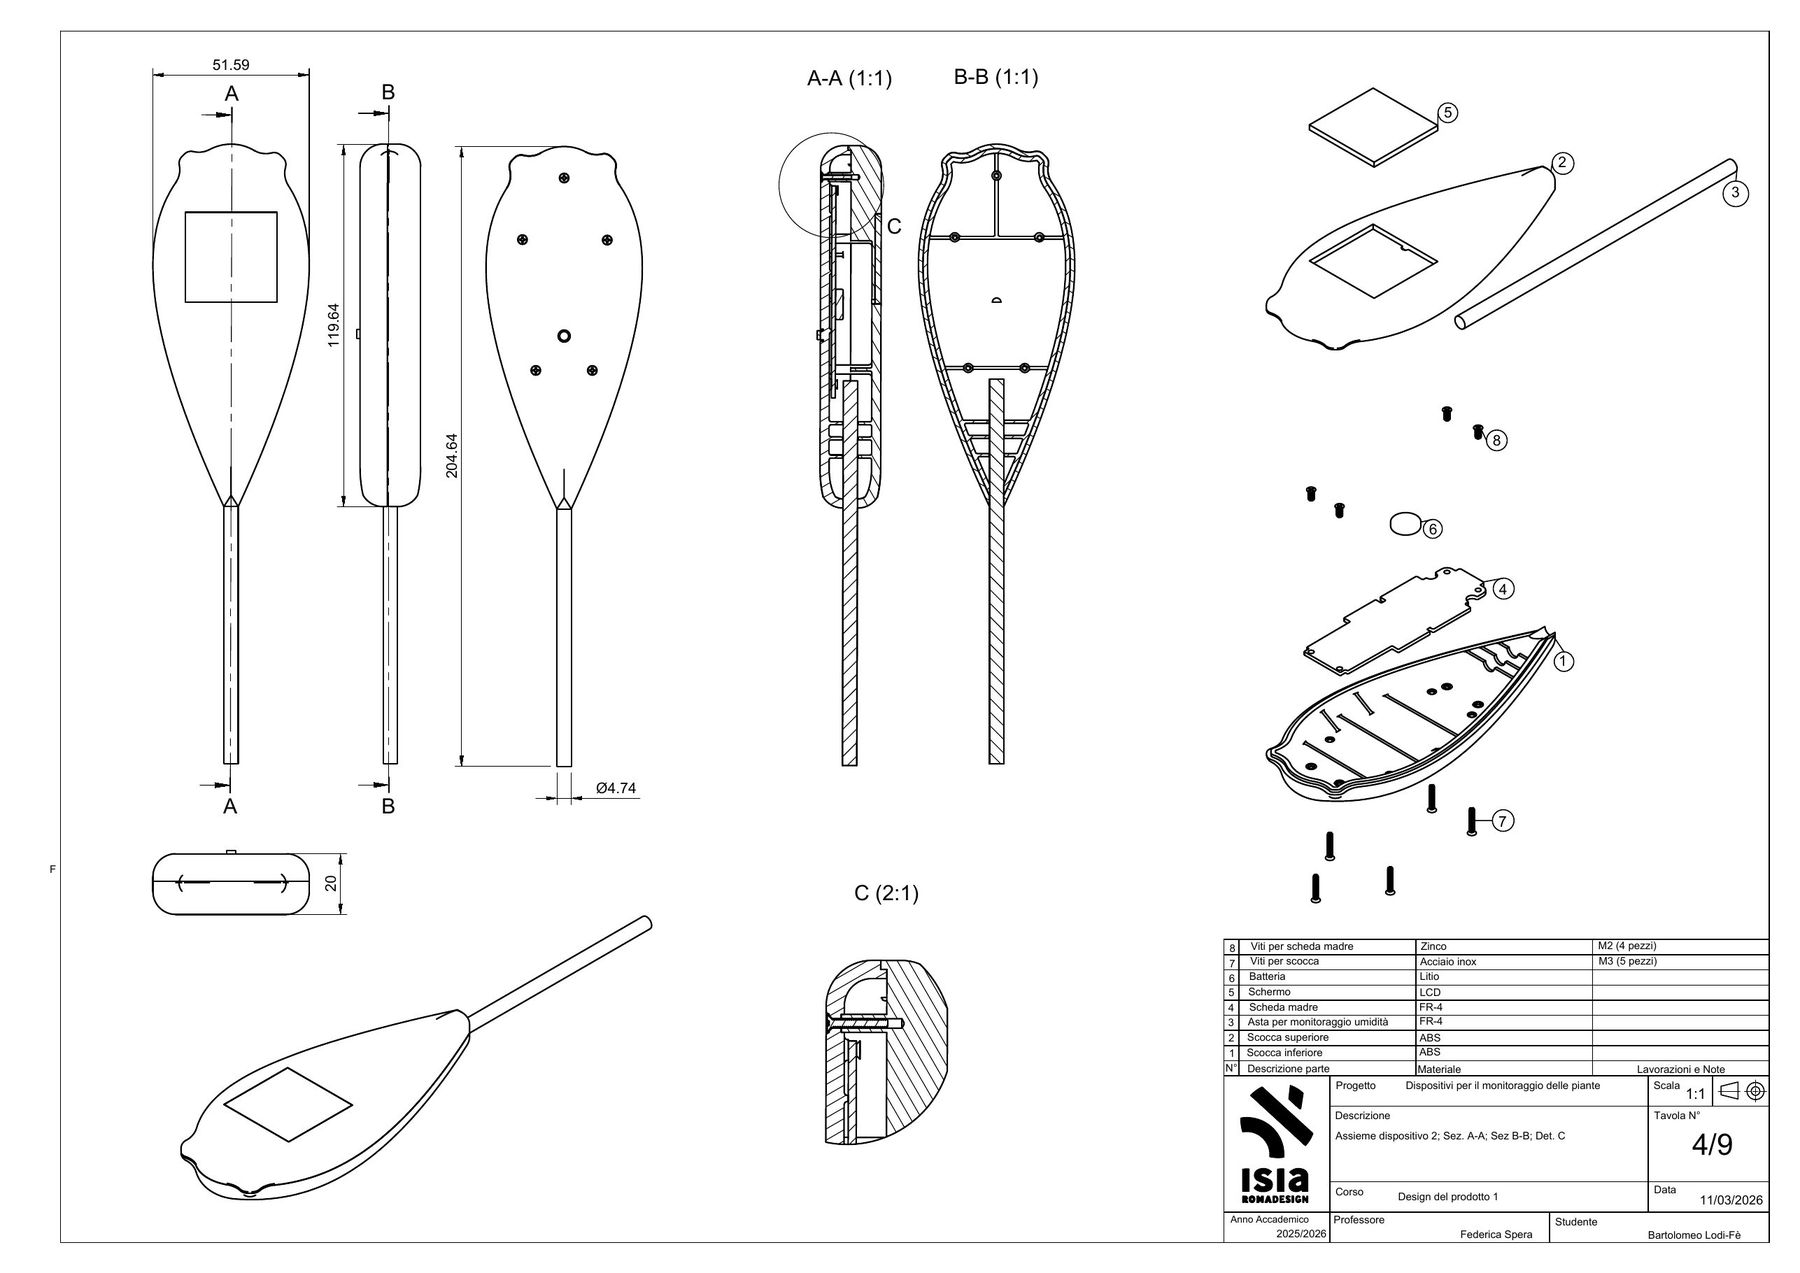 51.59
A
B
A-A (1:1)
B-B (1:1)
5
2
3
C
119.64
204.64
8
6
4
1
7
Ø4.74
A
B
F
20
C (2:1)
8 Viti per scheda madre Zinco M2 (4 pezzi)
7 Viti per scocca Acciaio inox M3 (5 pezzi)
6 Batteria Litio
5 Schermo LCD
4 Scheda madre FR-4
3 Asta per monitoraggio umidità FR-4
2 Scocca superiore ABS
1 Scocca inferiore ABS
N° Descrizione parte Materiale Lavorazioni e Note
Progetto Dispositivi per il monitoraggio delle piante
Scala 1:1
Descrizione
Assieme dispositivo 2; Sez. A-A; Sez B-B; Det. C
Tavola N°
4/9
ISIA
ROMADESIGN
Corso Design del prodotto 1
Data
11/03/2026
Anno Accademico
2025/2026
Professore
Federica Spera
Studente
Bartolomeo Lodi-Fè